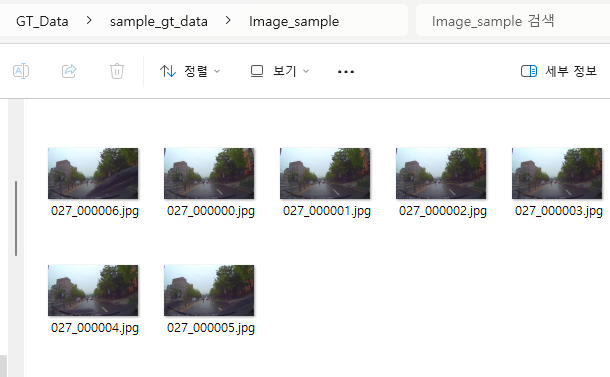 GT_Data > sample_gt_data > Image_sample
Image_sample 검색
정렬
보기
세부 정보
027_000006.jpg
027_000000.jpg
027_000001.jpg
027_000002.jpg
027_000003.jpg
027_000004.jpg
027_000005.jpg